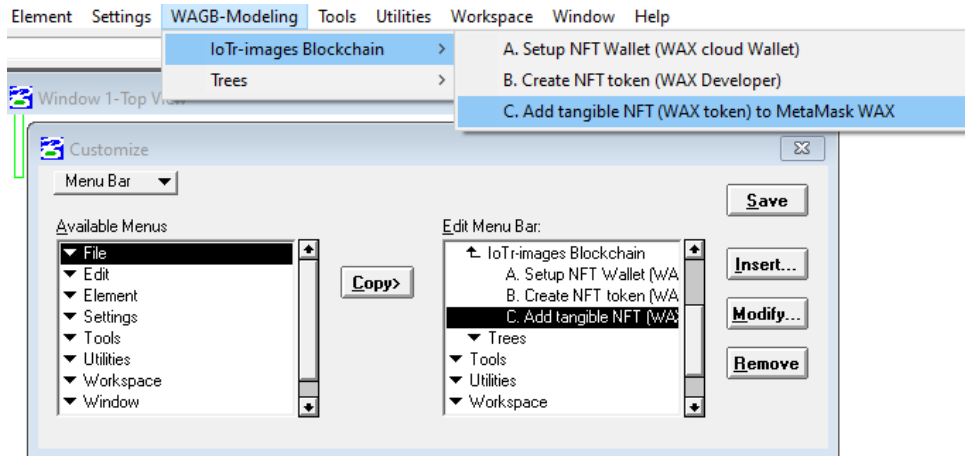 Element Settings WAGB-Modeling Tools Utilities Workspace Window Help
IoTr-images Blockchain
A. Setup NFT Wallet (WAX cloud Wallet)
Trees
B. Create NFT token (WAX Developer)
C. Add tangible NFT (WAX token) to MetaMask WAX
Window 1-Top View
Customize
Menu Bar
Save
Available Menus
Edit Menu Bar:
File
Edit
Element
Settings
Tools
Utilities
Workspace
Window
Copy>
IoTr-images Blockchain
A. Setup NFT Wallet (WA
B. Create NFT token (WA
C. Add tangible NFT (WA
Trees
Tools
Utilities
Workspace
Insert...
Modify...
Remove